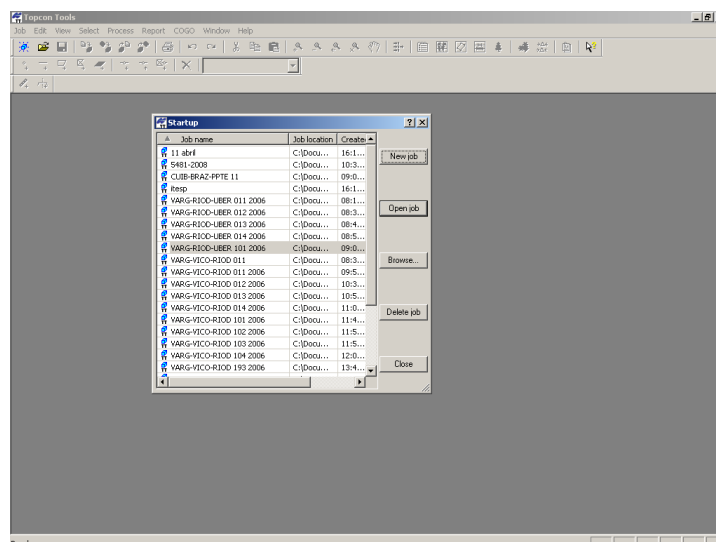 Topcon Tools
Job Edit View Select Process Report COGO Window Help
Startup
Job name Job location Create
11 abril C:\Docu... 16:1...
5481-2008 C:\Docu... 10:3...
CUIB-BRAZ-PPTE 11 C:\Docu... 09:0...
itesp C:\Docu... 16:1...
VARG-RIOD-UBER 011 2006 C:\Docu... 08:1...
VARG-RIOD-UBER 012 2006 C:\Docu... 08:3...
VARG-RIOD-UBER 013 2006 C:\Docu... 08:4...
VARG-RIOD-UBER 014 2006 C:\Docu... 08:5...
VARG-RIOD-UBER 101 2006 C:\Docu... 09:0...
VARG-VICO-RIOD 011 C:\Docu... 08:3...
VARG-VICO-RIOD 011 2006 C:\Docu... 09:5...
VARG-VICO-RIOD 012 2006 C:\Docu... 10:3...
VARG-VICO-RIOD 013 2006 C:\Docu... 10:5...
VARG-VICO-RIOD 014 2006 C:\Docu... 11:0...
VARG-VICO-RIOD 101 2006 C:\Docu... 11:4...
VARG-VICO-RIOD 102 2006 C:\Docu... 11:5...
VARG-VICO-RIOD 103 2006 C:\Docu... 11:5...
VARG-VICO-RIOD 104 2006 C:\Docu... 12:0...
VARG-VICO-RIOD 193 2006 C:\Docu... 13:4...
New job
Open job
Browse...
Delete job
Close